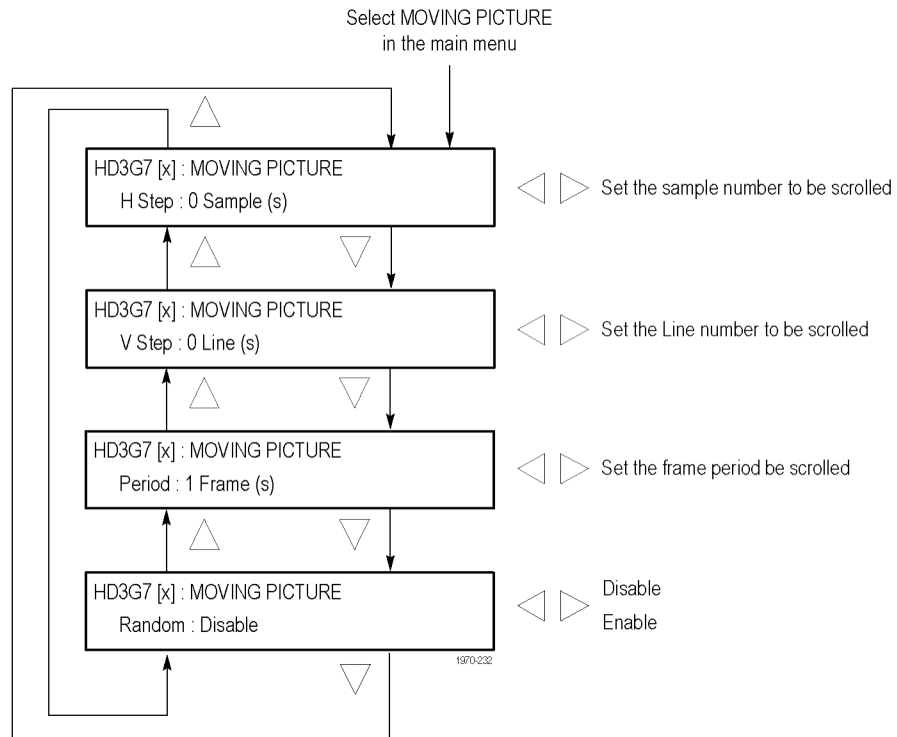 Select MOVING PICTURE
in the main menu
HD3G7 [x] : MOVING PICTURE
H Step : 0 Sample (s)
Set the sample number to be scrolled
HD3G7 [x] : MOVING PICTURE
V Step : 0 Line (s)
Set the Line number to be scrolled
HD3G7 [x] : MOVING PICTURE
Period : 1 Frame (s)
Set the frame period be scrolled
HD3G7 [x] : MOVING PICTURE
Random : Disable
Disable
Enable
1970-232